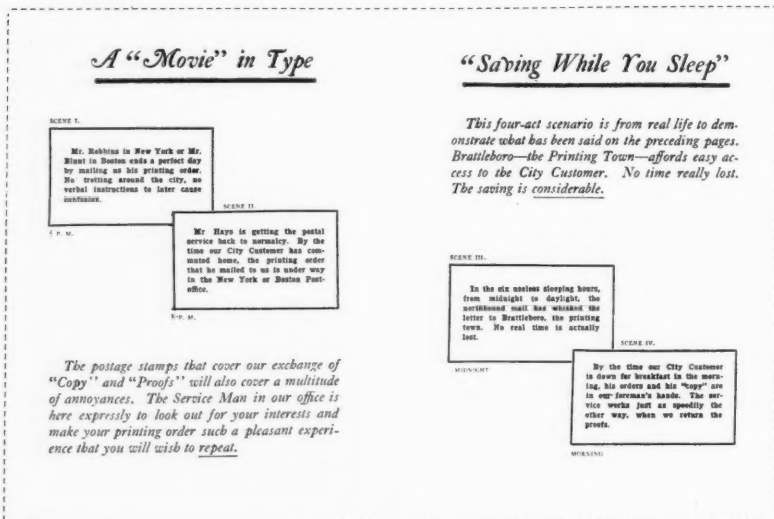 A “Movie” in Type
SCENE I.
Mr. Robbins in New York or Mr.
Blunt in Boston ends a perfect day
by mailing us his printing order.
No trotting around the city, no
verbal instructions to later cause
confusion.
5 P. M.
SCENE II.
Mr Hays is getting the postal
service back to normalcy. By the
time our City Customer has com-
muted home, the printing order
that he mailed to us is under way
in the New York or Boston Post-
office.
P. M.
The postage stamps that cover our exchange of
“Copy” and “Proofs” will also cover a multitude
of annoyances. The Service Man in our office is
here expressly to look out for your interests and
make your printing order such a pleasant experi-
ence that you will wish to repeat.
“Saving While You Sleep”
This four-act scenario is from real life to dem-
onstrate what has been said on the preceding pages.
Brattleboro—the Printing Town—affords easy ac-
cess to the City Customer. No time really lost.
The saving is considerable.
SCENE III.
In the six useless sleeping hours,
from midnight to daylight, the
northbound mail has whisked the
letter to Brattleboro, the printing
town. No real time is actually
lost.
MIDNIGHT
SCENE IV.
By the time our City Customer
is down for breakfast in the morn-
ing, his orders and his “copy” are
in our foreman's hands. The ser-
vice works just as speedily the
other way, when we return the
proofs.
MORNING